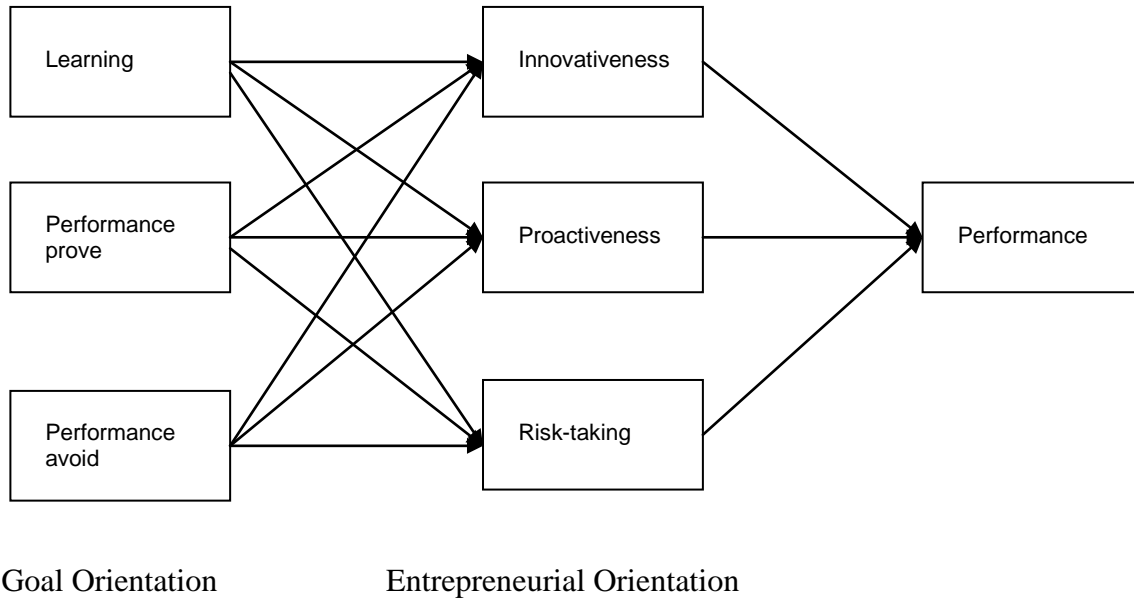 Learning
Innovativeness
Performance
prove
Proactiveness
Performance
Performance
avoid
Risk-taking
Goal Orientation
Entrepreneurial Orientation